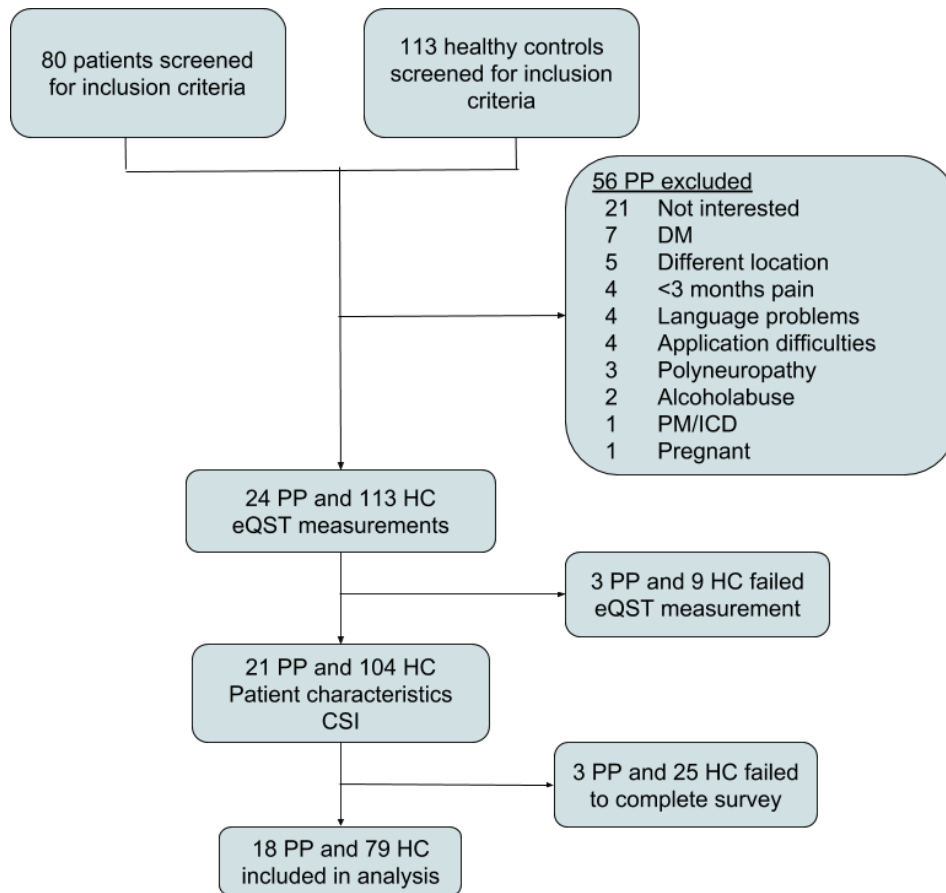 80 patients screened
for inclusion criteria
113 healthy controls
screened for inclusion
criteria
56 PP excluded
21 Not interested
7 DM
5 Different location
4 <3 months pain
4 Language problems
4 Application difficulties
3 Polyneuropathy
2 Alcoholabuse
1 PM/ICD
1 Pregnant
24 PP and 113 HC
eQST measurements
3 PP and 9 HC failed
eQST measurement
21 PP and 104 HC
Patient characteristics
CSI
3 PP and 25 HC failed
to complete survey
18 PP and 79 HC
included in analysis